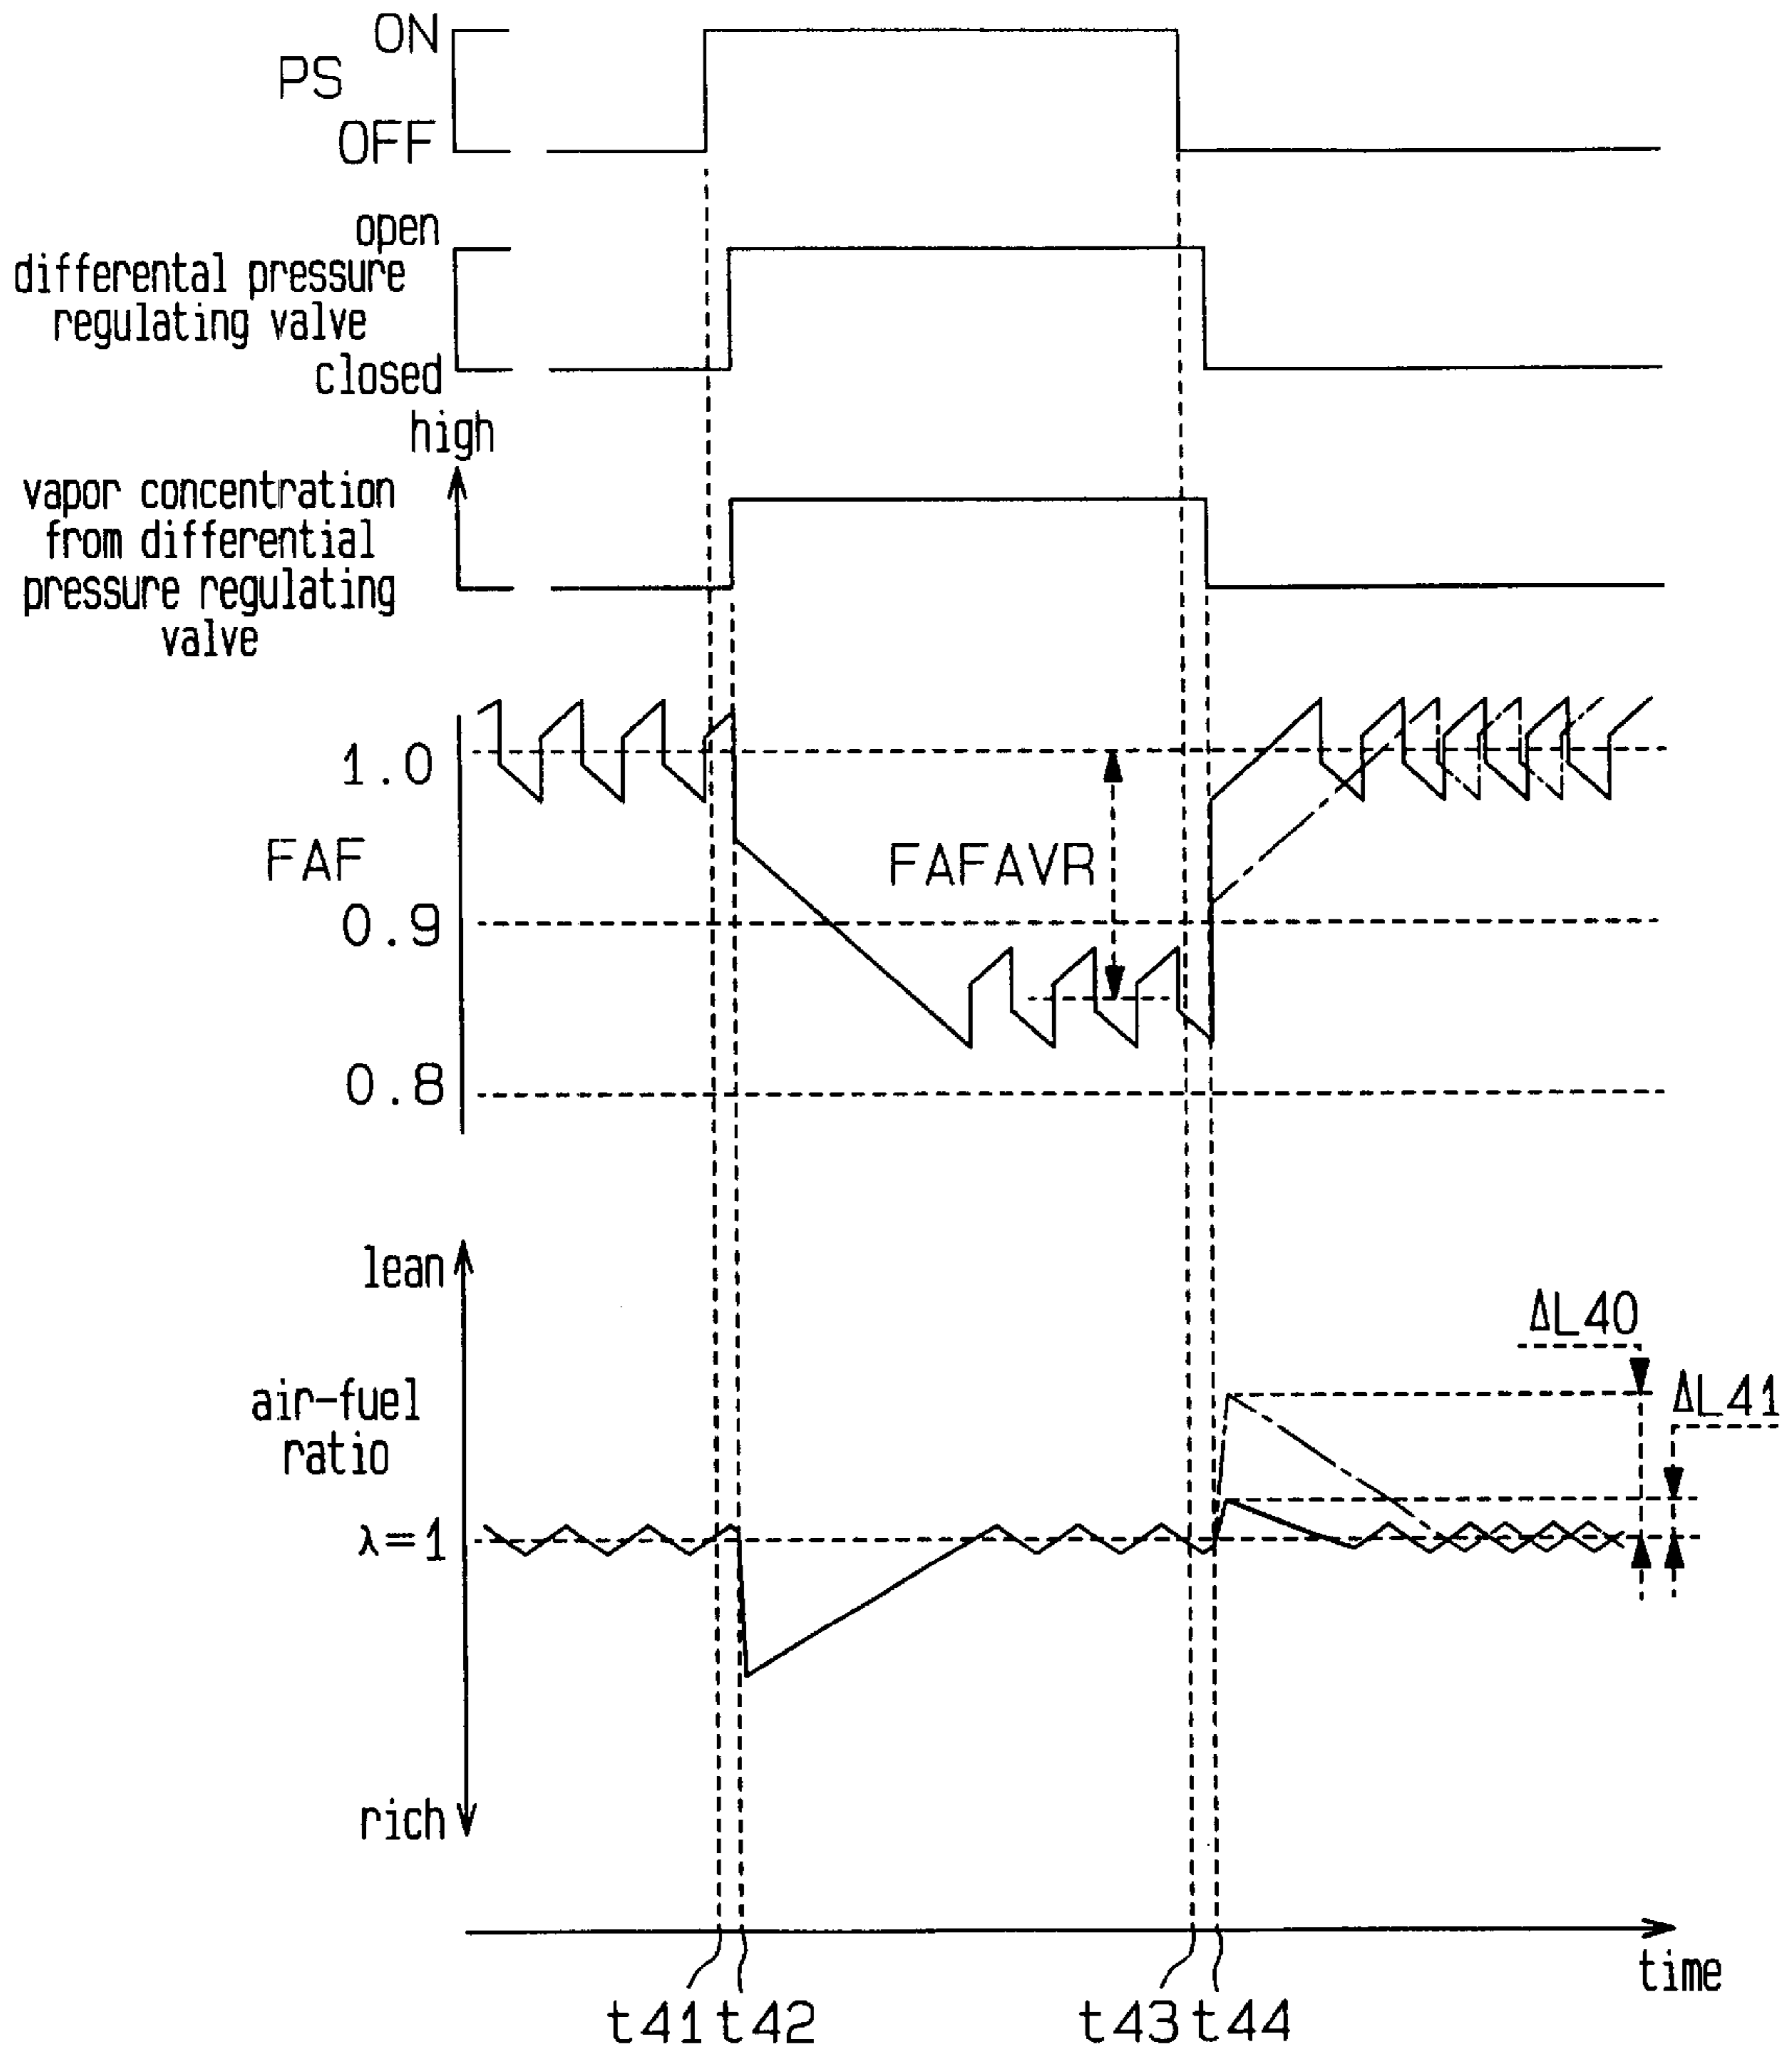 ON
PS
OFF
open
differental pressure
regulating valve
closed
high
vapor concentration
from differential
pressure regulating
valve
1.0
FAF
FAFAVR
0.9
0.8
lean
ΔL40
air-fuel
ratio
ΔL41
λ=1
rich
time
t41 t42
t43 t44